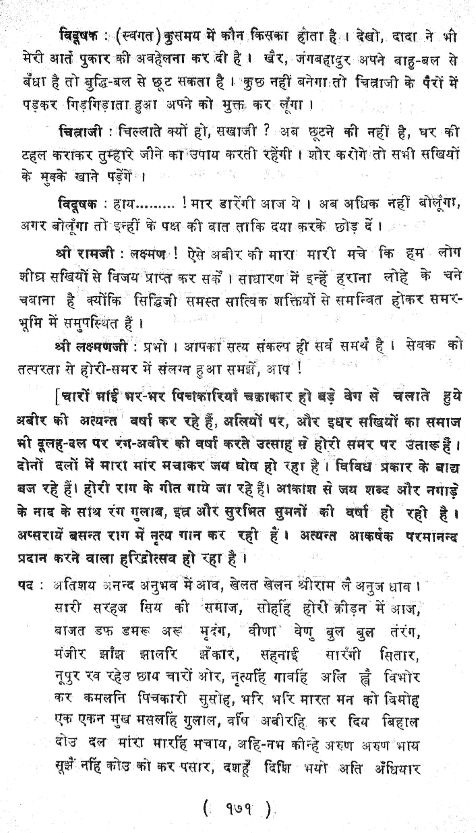 विदूषक : (स्वगत) कुसमय में कौन किसका होता है । देखो, दादा ने भी
मेरी आर्त पुकार की अवहेलना कर दी है । खैर, जंगबहादुर अपने बाहु-बल से
बँधा है तो बुद्धि-बल से छूट सकता है । कुछ नहीं बनेगा तो चित्राजी के पैरों में
पड़कर गिड़गिड़ाता हुआ अपने को मुक्त कर लूँगा ।
चित्राजी : चिल्लाते क्यों हो, सखाजी ? अब छूटने की नहीं है, घर की
टहल कराकर तुम्हारे जीने का उपाय करती रहेंगी । शोर करोगे तो सभी सखियों
के मुक्के खाने पड़ेंगें ।
विदूषक : हाय......... ! मार डारेंगी आज ये । अब अधिक नहीं बोलूँगा,
अगर बोलूँगा तो इन्हीं के पक्ष की बात ताकि दया करके छोड़ दें ।
श्री रामजी : लक्ष्मण ! ऐसे अबीर की मारा मारी मचे कि हम लोग
शीघ्र सखियों से विजय प्राप्त कर सकें । साधारण में इन्हें हराना लोहे के चने
चबाना है क्योंकि सिद्धिजी समस्त सात्विक शक्तियों से समन्वित होकर समर-
भूमि में समुपस्थित हैं ।
श्री लक्ष्मणजी : प्रभो । आपका सत्य संकल्प ही सर्व समर्थ है । सेवक को
तत्परता से होरी-समर में संलग्न हुआ समझें, आप !
[चारों भाई भर-भर पिचकारियाँ चक्राकार हो बड़े वेग से चलाते हुये
अबीर की अत्यन्त वर्षा कर रहे हैं, अलियों पर, और इधर सखियों का समाज
भी दूलह-दल पर रंग-अबीर की वर्षा करते उत्साह से होरी समर पर उतारू हैं ।
दोनों दलों में मारा मार मचाकर जय घोष हो रहा है । विविध प्रकार के वाद्य
बज रहे हैं। होरी राग के गीत गाये जा रहे हैं। आकाश से जय शब्द और नगाड़े
के नाद के साथ रंग गुलाब, इत्र और सुरभित सुमनों की वर्षा हो रही है ।
अप्सरायें बसन्त राग में नृत्य गान कर रही हैं । अत्यन्त आकर्षक परमानन्द
प्रदान करने वाला हरिद्रोत्सव हो रहा है ।
पद : अतिशय अनन्द अनुभव में आव, खेलत खेलन श्रीराम लै अनुज धाव ।
सारी सरहज सिय की समाज, सोहहिं होरी क्रीड़न में आज,
बाजत डफ डमरू अरू मृदंग, वीणा वेणु बुल बुल तरंग,
मंजीर झाँझ झालरि झँकार, सहनाई सारँगी सितार,
नूपुर रव रहेउ छाय चारों ओर, नृत्यहिं गावहिं अलि ह्वै विभोर
कर कमलनि पिचकारी सुसोह, भरि भरि मारत मन को बिमोह
एक एकन मुख मसलहिं गुलाल, वर्षि अबीरहि कर दिय बिहाल
दोउ दल मारा मारहिं मचाय, अहि-नभ कीन्हे अरुण अरुण भाय
सूझैं नहिं कोउ को कर पसार, दशहूँ दिशि भयो अति अँधियार
( १७१ )